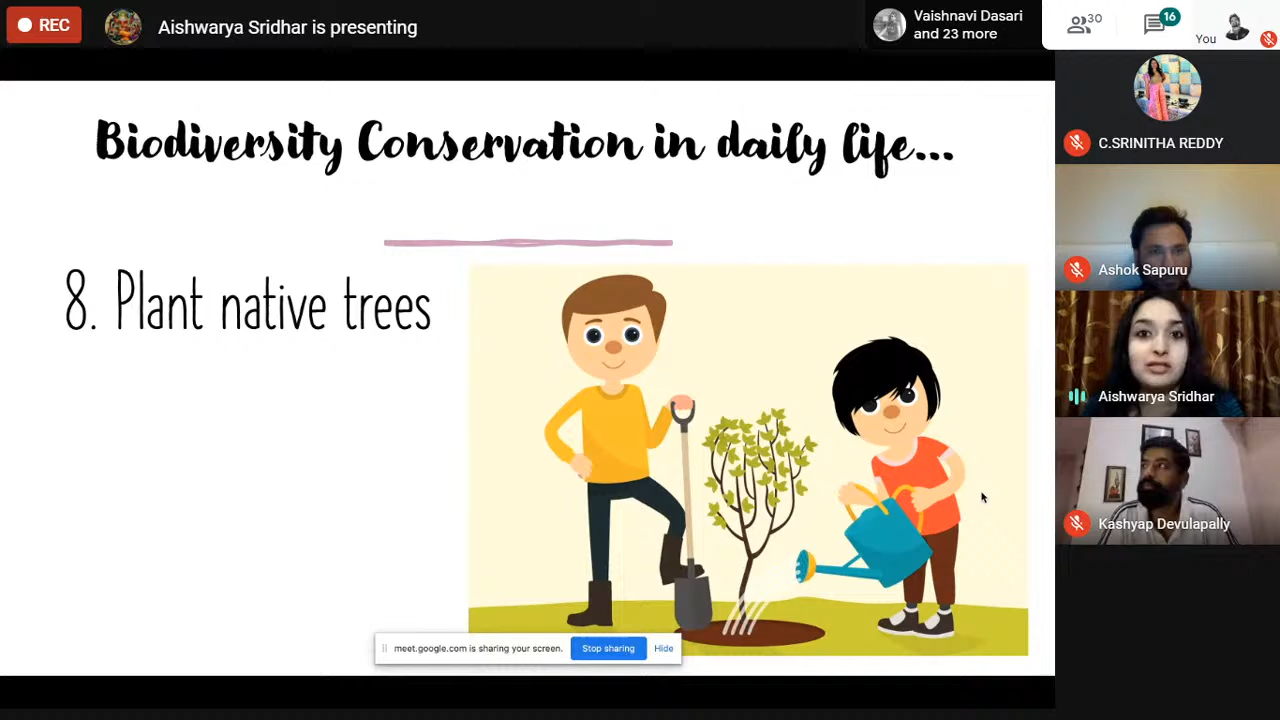 REC
Aishwarya Sridhar is presenting
Vaishnavi Dasari
and 23 more
30
16
You
Biodiversity Conservation in daily life...
8. Plant native trees
meet.google.com is sharing your screen.
Stop sharing
Hide
C.SRINITHA REDDY
Ashok Sapuru
Aishwarya Sridhar
Kashyap Devulapally